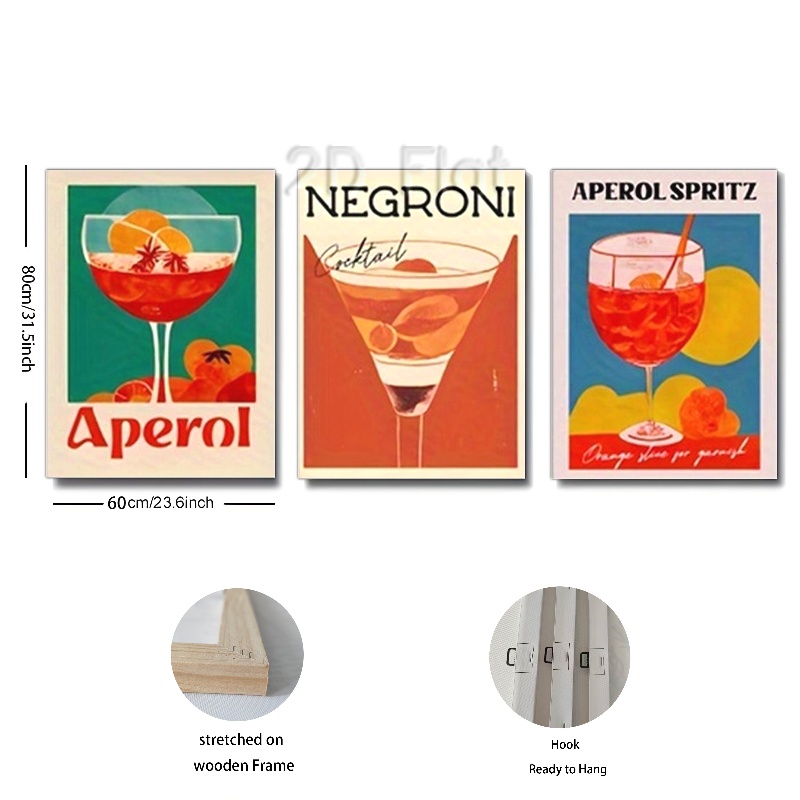 2D Flat
NEGRONI
Cocktail
APEROL SPRITZ
Aperol
Orange slice for garnish
80cm/31.5inch
60cm/23.6inch
stretched on
wooden Frame
Hook
Ready to Hang